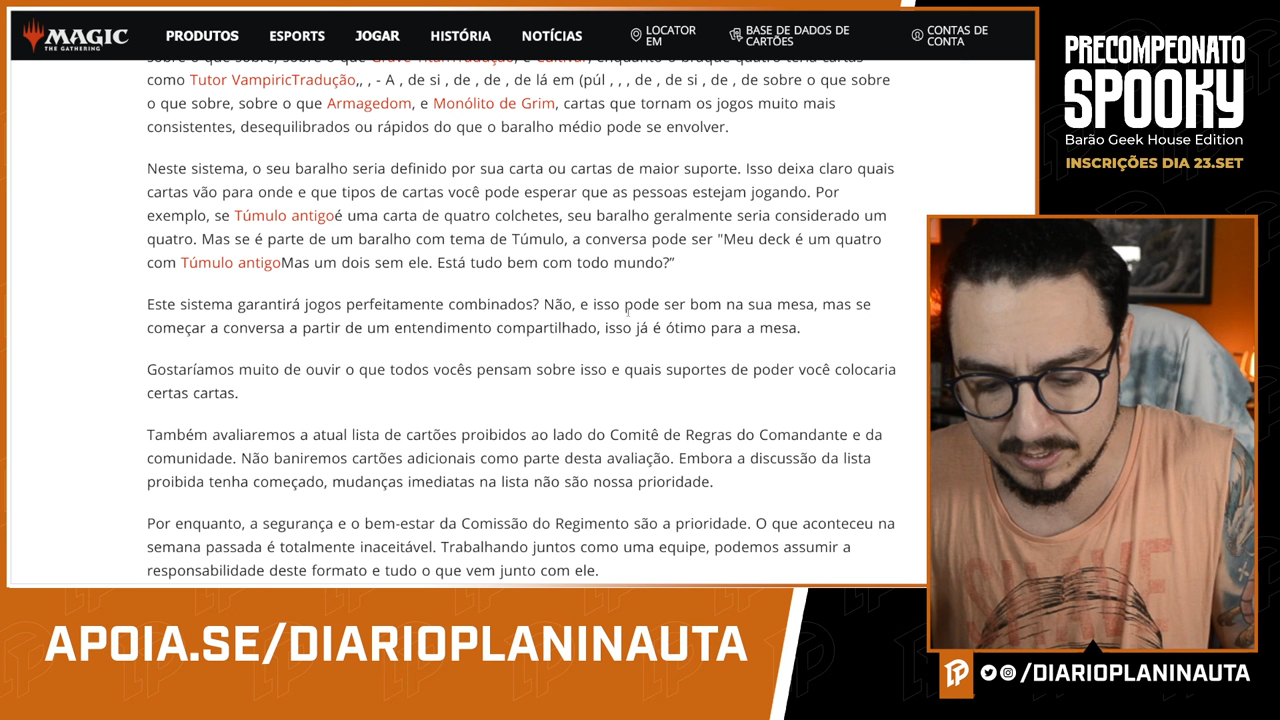 MAGIC
THE GATHERING
PRODUTOS
ESPORTS
JOGAR
HISTÓRIA
NOTÍCIAS
LOCATOR
EM
BASE DE DADOS DE
CARTÕES
CONTAS DE
CONTA
sobre o que sobre, sobre o que Grave TitanTradução, e Cultivar, enquanto o braque quatro teria cartas
como Tutor VampiricTradução,, , - A , de si , de , de , de lá em (púl , , , de , de si , de , de sobre o que sobre
o que sobre, sobre o que Armagedom, e Monólito de Grim, cartas que tornam os jogos muito mais
consistentes, desequilibrados ou rápidos do que o baralho médio pode se envolver.
Neste sistema, o seu baralho seria definido por sua carta ou cartas de maior suporte. Isso deixa claro quais
cartas vão para onde e que tipos de cartas você pode esperar que as pessoas estejam jogando. Por
exemplo, se Túmulo antigoé uma carta de quatro colchetes, seu baralho geralmente seria considerado um
quatro. Mas se é parte de um baralho com tema de Túmulo, a conversa pode ser "Meu deck é um quatro
com Túmulo antigoMas um dois sem ele. Está tudo bem com todo mundo?”
Este sistema garantirá jogos perfeitamente combinados? Não, e isso pode ser bom na sua mesa, mas se
começar a conversa a partir de um entendimento compartilhado, isso já é ótimo para a mesa.
Gostaríamos muito de ouvir o que todos vocês pensam sobre isso e quais suportes de poder você colocaria
certas cartas.
Também avaliaremos a atual lista de cartões proibidos ao lado do Comitê de Regras do Comandante e da
comunidade. Não baniremos cartões adicionais como parte desta avaliação. Embora a discussão da lista
proibida tenha começado, mudanças imediatas na lista não são nossa prioridade.
Por enquanto, a segurança e o bem-estar da Comissão do Regimento são a prioridade. O que aconteceu na
semana passada é totalmente inaceitável. Trabalhando juntos como uma equipe, podemos assumir a
responsabilidade deste formato e tudo o que vem junto com ele.
PRECOMPEONATO
SPOOKY
Barão Geek House Edition
INSCRIÇÕES DIA 23.SET
APOIA.SE/DIARIOPLANINAUTA
/DIARIOPLANINAUTA